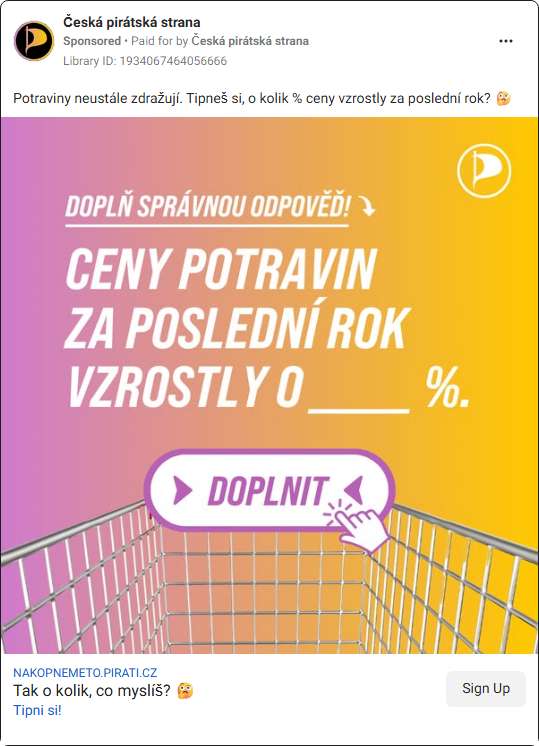 Česká pirátská strana
Sponsored • Paid for by Česká pirátská strana
Library ID: 1934067464056666
Potraviny neustále zdražují. Tipneš si, o kolik % ceny vzrostly za poslední rok? 🤔
DOPLŇ SPRÁVNOU ODPOVĚĎ!
CENY POTRAVIN
ZA POSLEDNÍ ROK
VZROSTLY O ____ %.
DOPLNIT
NAKOPNEMETO.PIRATI.CZ
Tak o kolik, co myslíš? 🤔
Tipni si!
Sign Up